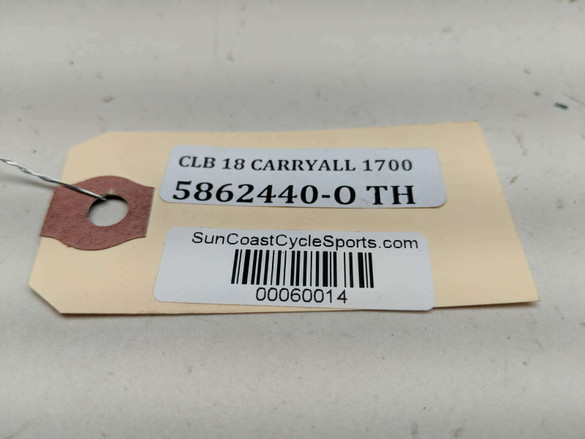 CLB 18 CARRYALL 1700
5862440-O TH
SunCoastCycleSports.com
00060014